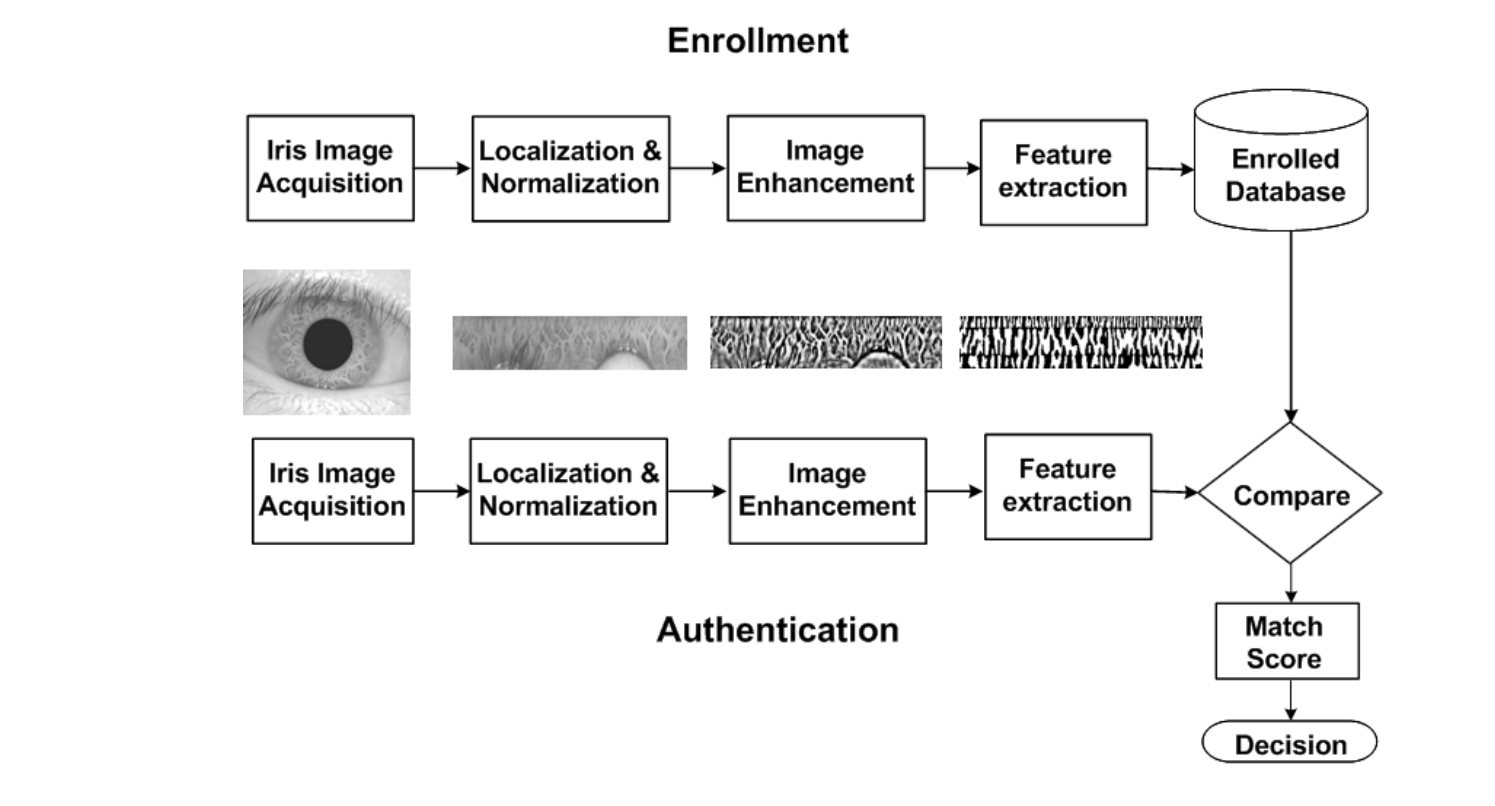 Enrollment
Iris Image
Acquisition
Localization &
Normalization
Image
Enhancement
Feature
extraction
Enrolled
Database
Iris Image
Acquisition
Localization &
Normalization
Image
Enhancement
Feature
extraction
Compare
Authentication
Match
Score
Decision